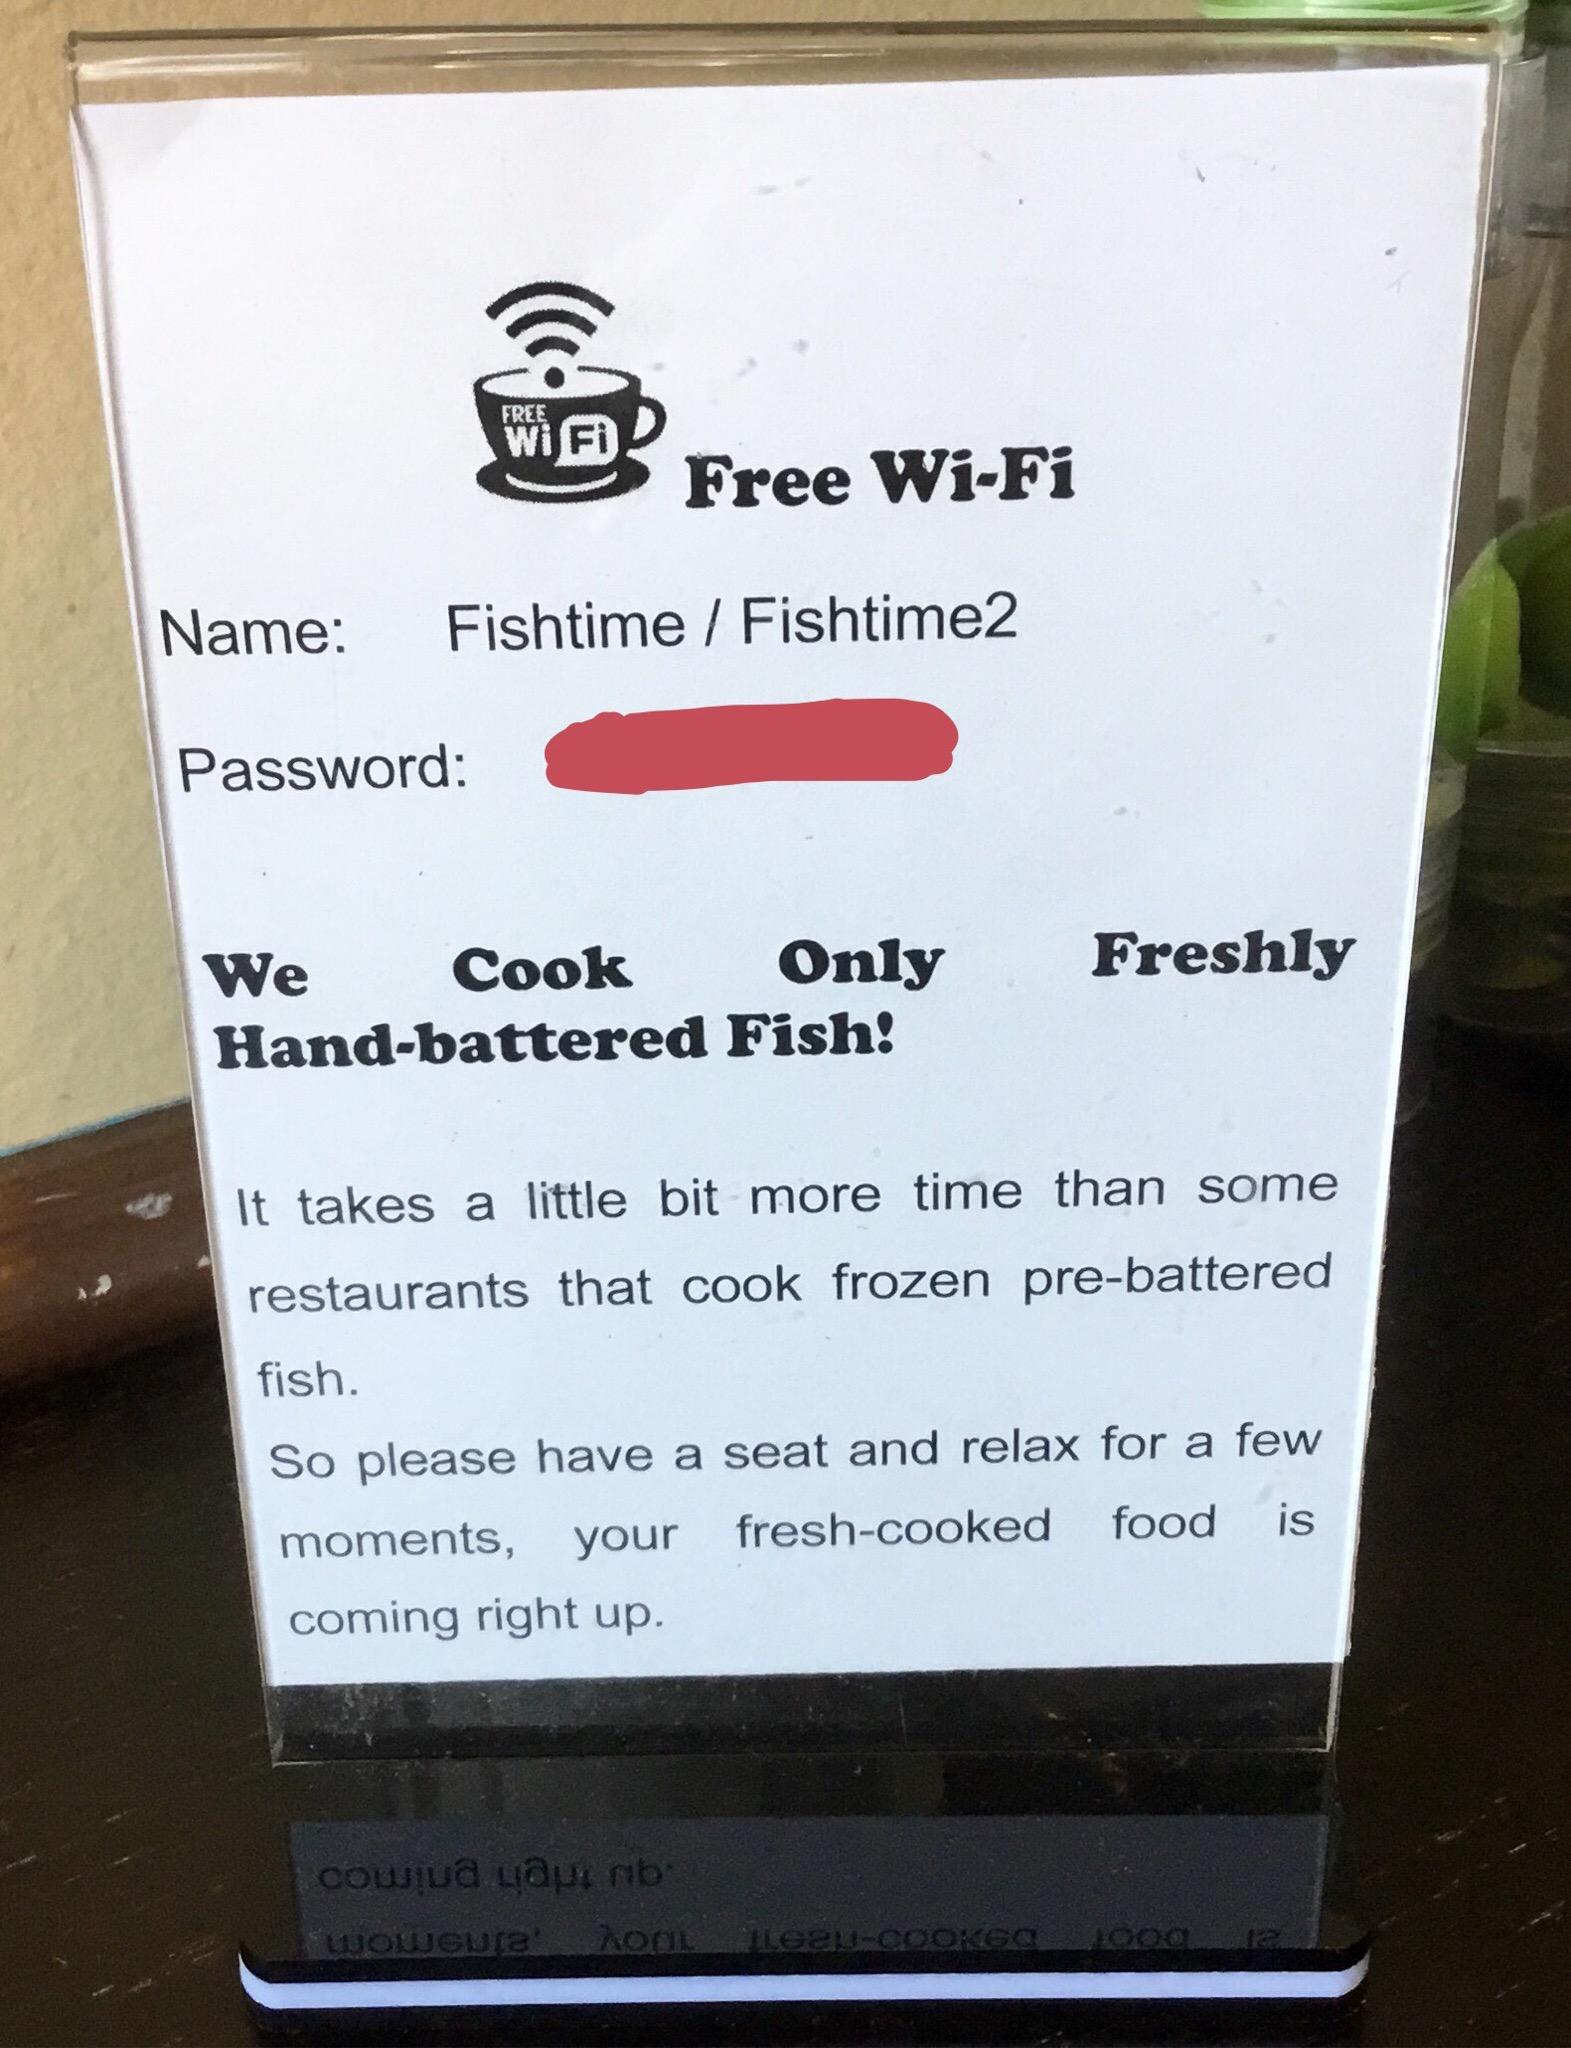 FREE
Wi Fi
Free Wi-Fi
Name: Fishtime / Fishtime2
Password:
We Cook Only Freshly
Hand-battered Fish!
It takes a little bit more time than some
restaurants that cook frozen pre-battered
fish.
So please have a seat and relax for a few
moments, your fresh-cooked food is
coming right up.